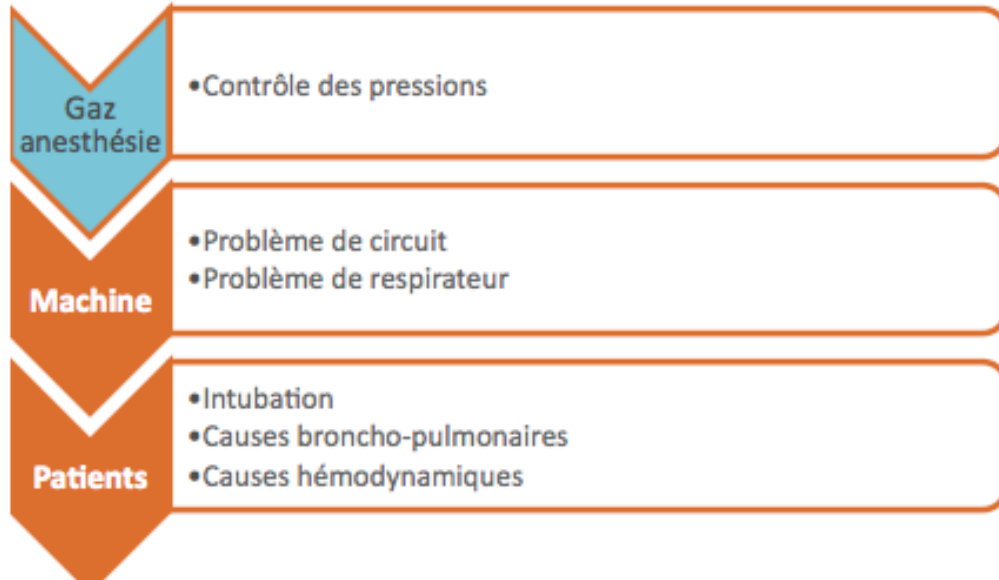 Gaz
anesthésie
•Contrôle des pressions
Machine
•Problème de circuit
•Problème de respirateur
Patients
•Intubation
•Causes broncho-pulmonaires
•Causes hémodynamiques